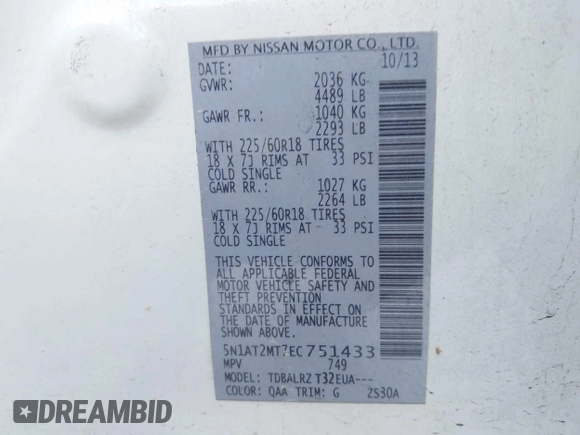 MFD BY NISSAN MOTOR CO., LTD.
DATE: 10/13
GVWR: 2036 KG
4489 LB
GAWR FR.: 1040 KG
2293 LB
WITH 225/60R18 TIRES
18 X 7J RIMS AT 33 PSI
COLD SINGLE
GAWR RR.: 1027 KG
2264 LB
WITH 225/60R18 TIRES
18 X 7J RIMS AT 33 PSI
COLD SINGLE
THIS VEHICLE CONFORMS TO
ALL APPLICABLE FEDERAL
MOTOR VEHICLE SAFETY AND
THEFT PREVENTION
STANDARDS IN EFFECT ON
THE DATE OF MANUFACTURE
SHOWN ABOVE.
5N1AT2MT7EC751433
MPV 749
MODEL: TDBALRZ T32EUA---
COLOR: QAA TRIM: G ZS30A
© DREAMBID
DREAMBID